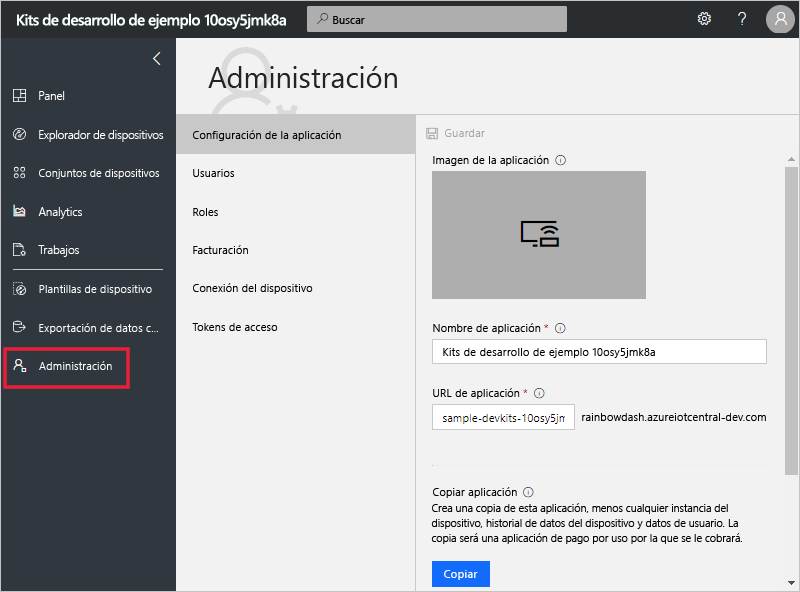 Kits de desarrollo de ejemplo 10osy5jmk8a
Buscar
?
Administración
Panel
Explorador de dispositivos
Conjuntos de dispositivos
Analytics
Trabajos
Plantillas de dispositivo
Exportación de datos c...
Administración
Configuración de la aplicación
Usuarios
Roles
Facturación
Conexión del dispositivo
Tokens de acceso
Guardar
Imagen de la aplicación
Nombre de aplicación *
Kits de desarrollo de ejemplo 10osy5jmk8a
URL de aplicación *
sample-devkits-10osy5jm rainbowdash.azureiotcentral-dev.com
Copiar aplicación
Crea una copia de esta aplicación, menos cualquier instancia del
dispositivo, historial de datos del dispositivo y datos de usuario. La
copia será una aplicación de pago por uso por la que se le cobrará.
Copiar